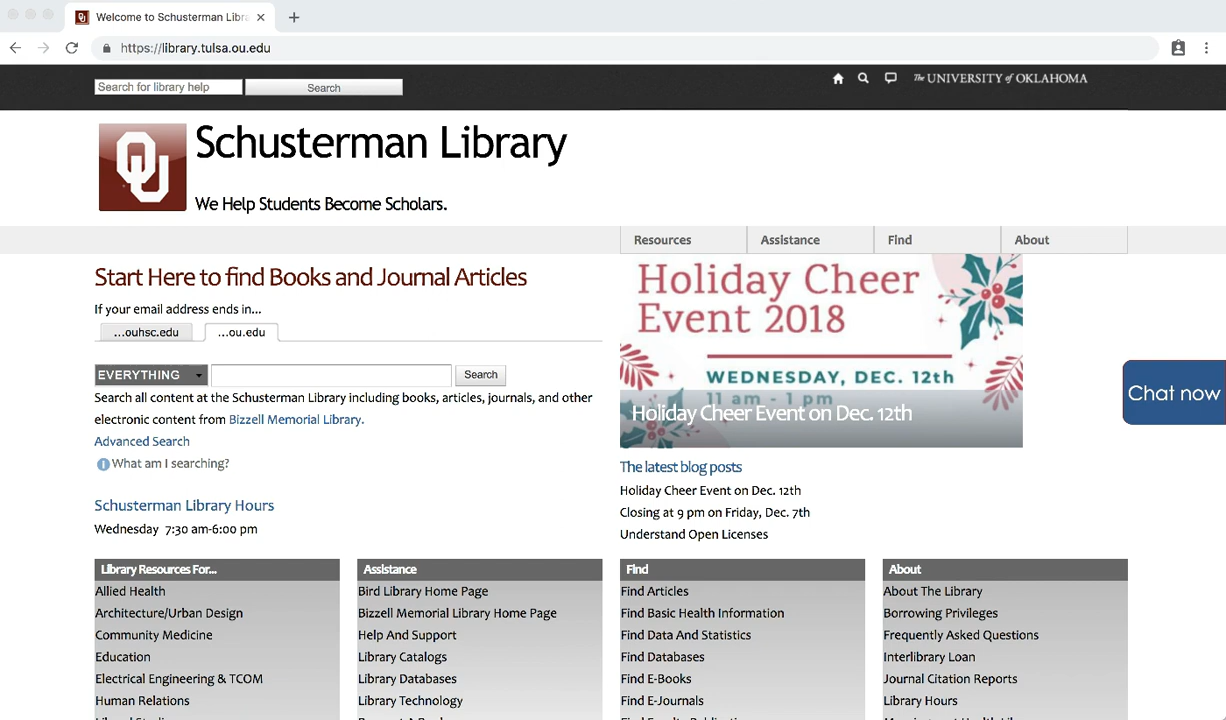 Welcome to Schusterman Libra
https://library.tulsa.ou.edu
Search for library help
Search
The UNIVERSITY of OKLAHOMA
OU
Schusterman Library
We Help Students Become Scholars.
Resources
Assistance
Find
About
Start Here to find Books and Journal Articles
If your email address ends in...
...ouhsc.edu
...ou.edu
EVERYTHING
Search
Search all content at the Schusterman Library including books, articles, journals, and other
electronic content from Bizzell Memorial Library.
Advanced Search
What am I searching?
Schusterman Library Hours
Wednesday 7:30 am-6:00 pm
Holiday Cheer
Event 2018
WEDNESDAY, DEC. 12th
11 am - 1 pm
Holiday Cheer Event on Dec. 12th
The latest blog posts
Holiday Cheer Event on Dec. 12th
Closing at 9 pm on Friday, Dec. 7th
Understand Open Licenses
Chat now
Library Resources For...
Allied Health
Architecture/Urban Design
Community Medicine
Education
Electrical Engineering & TCOM
Human Relations
Assistance
Bird Library Home Page
Bizzell Memorial Library Home Page
Help And Support
Library Catalogs
Library Databases
Library Technology
Find
Find Articles
Find Basic Health Information
Find Data And Statistics
Find Databases
Find E-Books
Find E-Journals
About
About The Library
Borrowing Privileges
Frequently Asked Questions
Interlibrary Loan
Journal Citation Reports
Library Hours